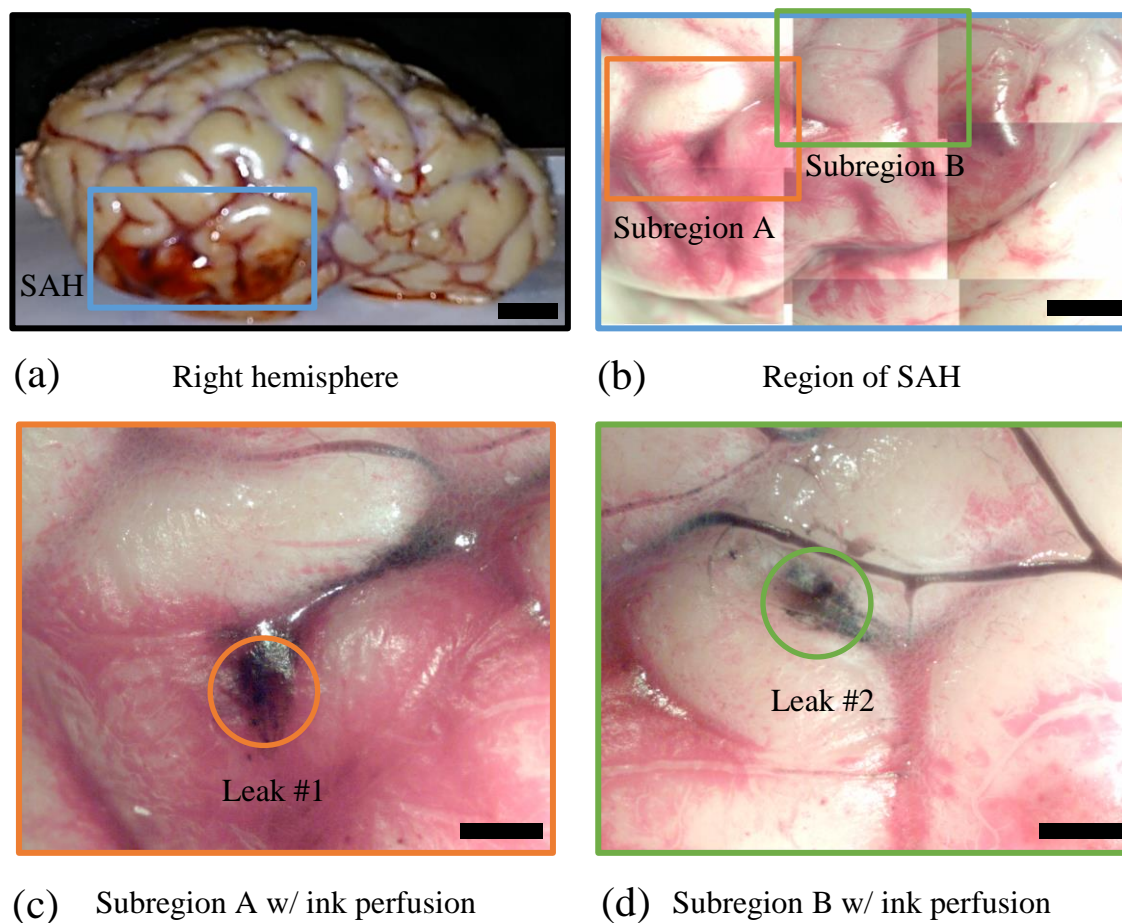 SAH
Subregion A
Subregion B
(a) Right hemisphere
(b) Region of SAH
Leak #1
Leak #2
(c) Subregion A w/ ink perfusion
(d) Subregion B w/ ink perfusion